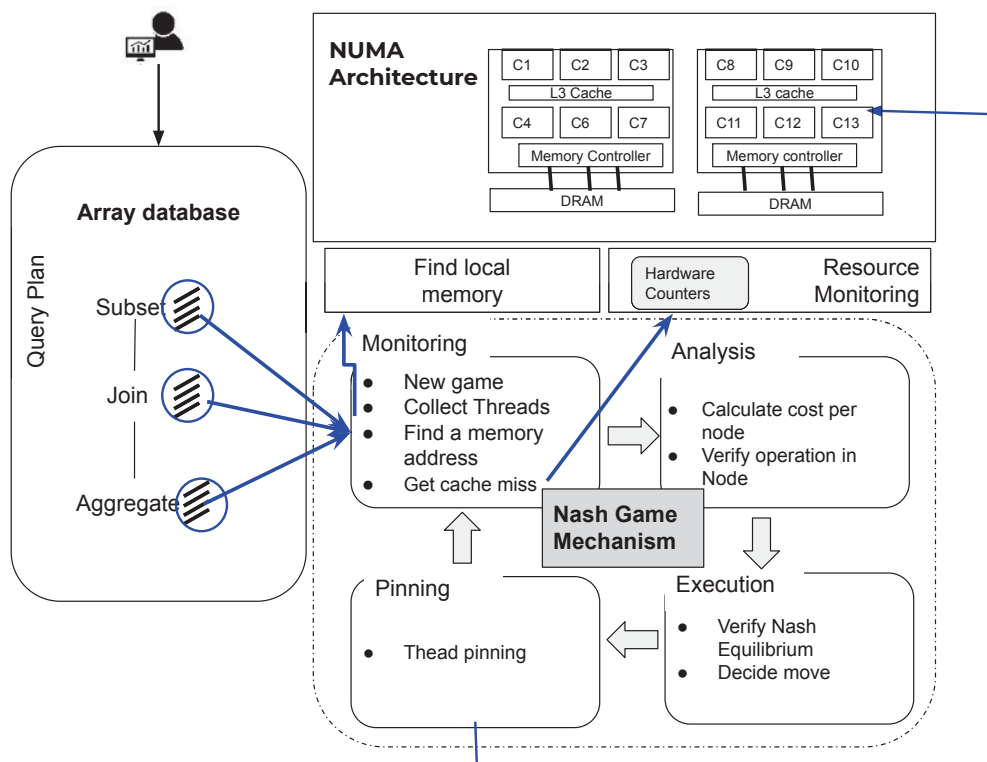 NUMA
Architecture
C1 C2 C3
L3 Cache
C4 C6 C7
Memory Controller
DRAM
C8 C9 C10
L3 cache
C11 C12 C13
Memory controller
DRAM
Array database
Query Plan
Subset
Join
Aggregate
Find local
memory
Hardware
Counters
Resource
Monitoring
Monitoring
● New game
● Collect Threads
● Find a memory
address
● Get cache miss
Analysis
● Calculate cost per
node
● Verify operation in
Node
Nash Game
Mechanism
Pinning
● Thead pinning
Execution
● Verify Nash
Equilibrium
● Decide move